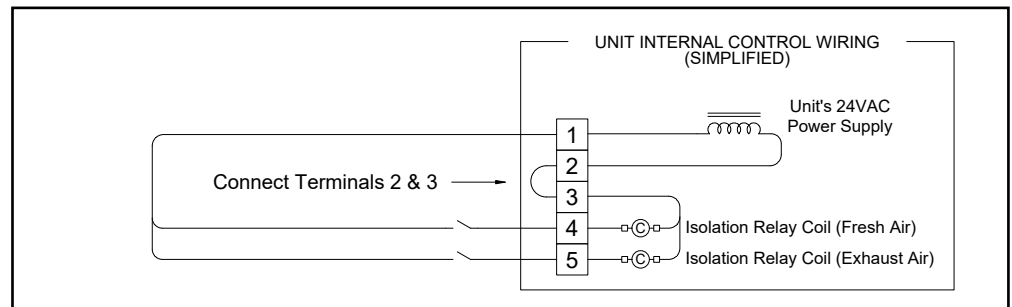 UNIT INTERNAL CONTROL WIRING
(SIMPLIFIED)
Unit's 24VAC
Power Supply
1
2
Connect Terminals 2 & 3
3
4
C
Isolation Relay Coil (Fresh Air)
5
C
Isolation Relay Coil (Exhaust Air)